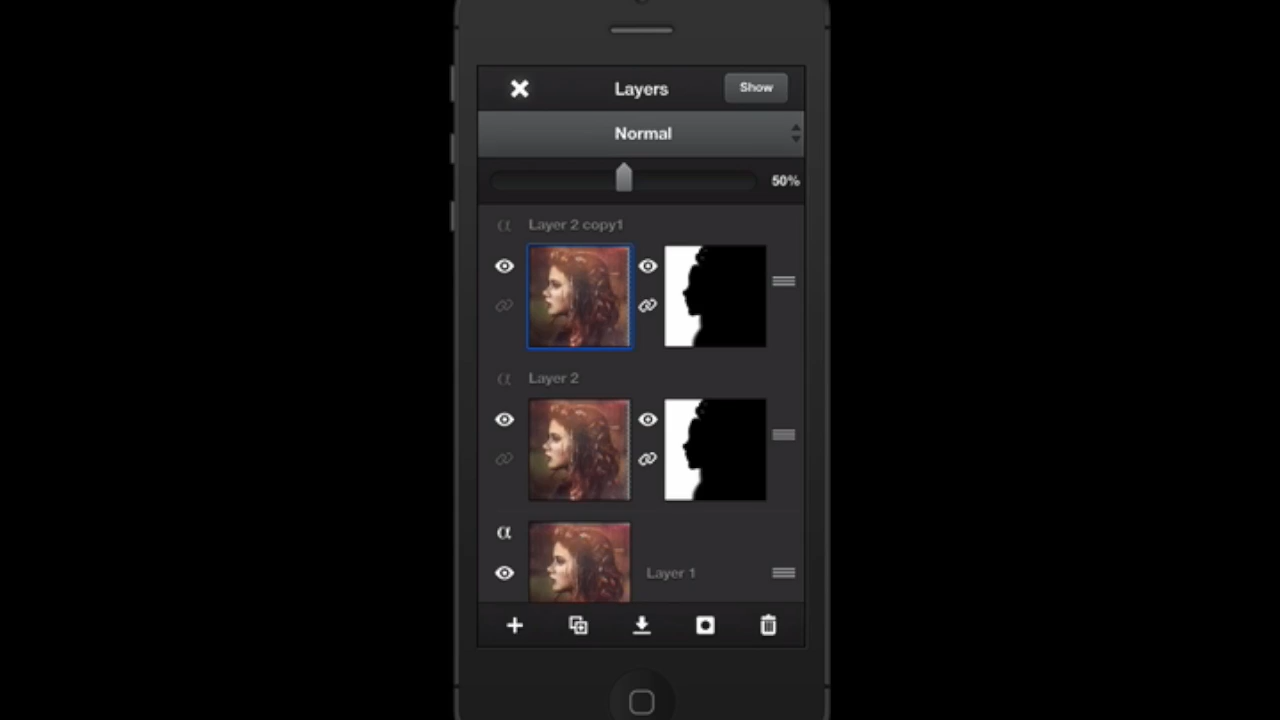 Layers
Show
Normal
50%
α Layer 2 copy1
α Layer 2
α
Layer 1